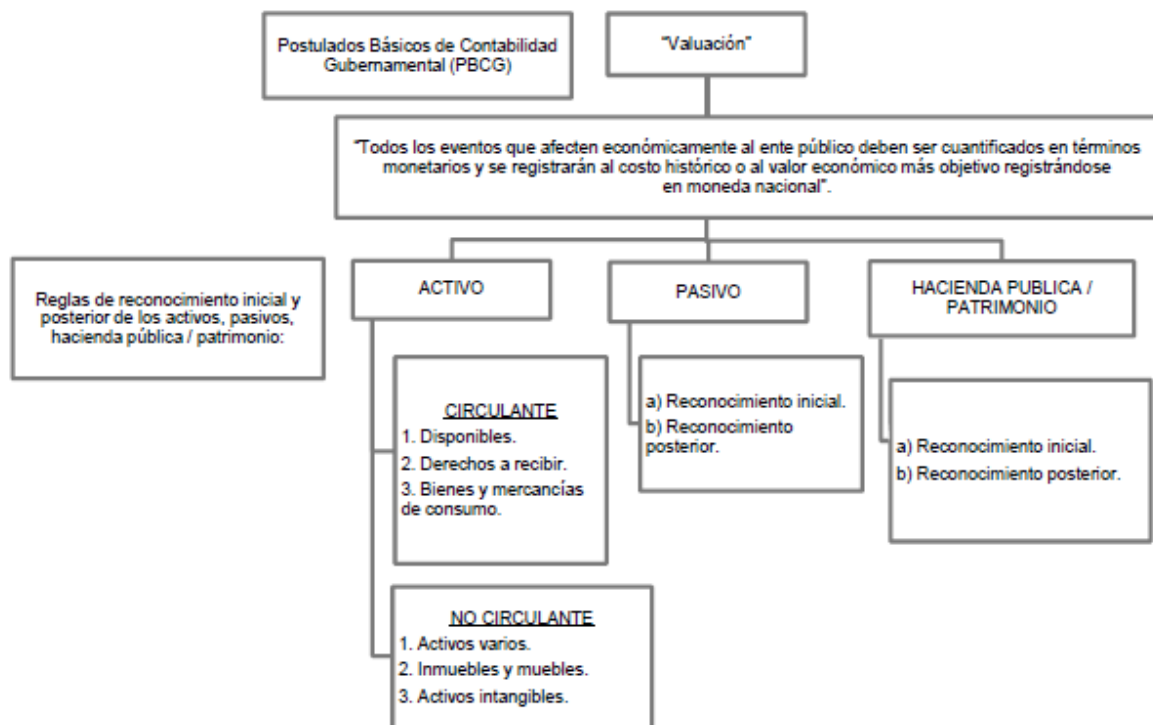 Postulados Básicos de Contabilidad
Gubernamental (PBCG)
"Valuación"
"Todos los eventos que afecten económicamente al ente público deben ser cuantificados en términos
monetarios y se registrarán al costo histórico o al valor económico más objetivo registrándose
en moneda nacional".
Reglas de reconocimiento inicial y
posterior de los activos, pasivos,
hacienda pública / patrimonio:
ACTIVO
PASIVO
HACIENDA PUBLICA /
PATRIMONIO
CIRCULANTE
1. Disponibles.
2. Derechos a recibir.
3. Bienes y mercancías
de consumo.
a) Reconocimiento inicial.
b) Reconocimiento
posterior.
a) Reconocimiento inicial.
b) Reconocimiento posterior.
NO CIRCULANTE
1. Activos varios.
2. Inmuebles y muebles.
3. Activos intangibles.